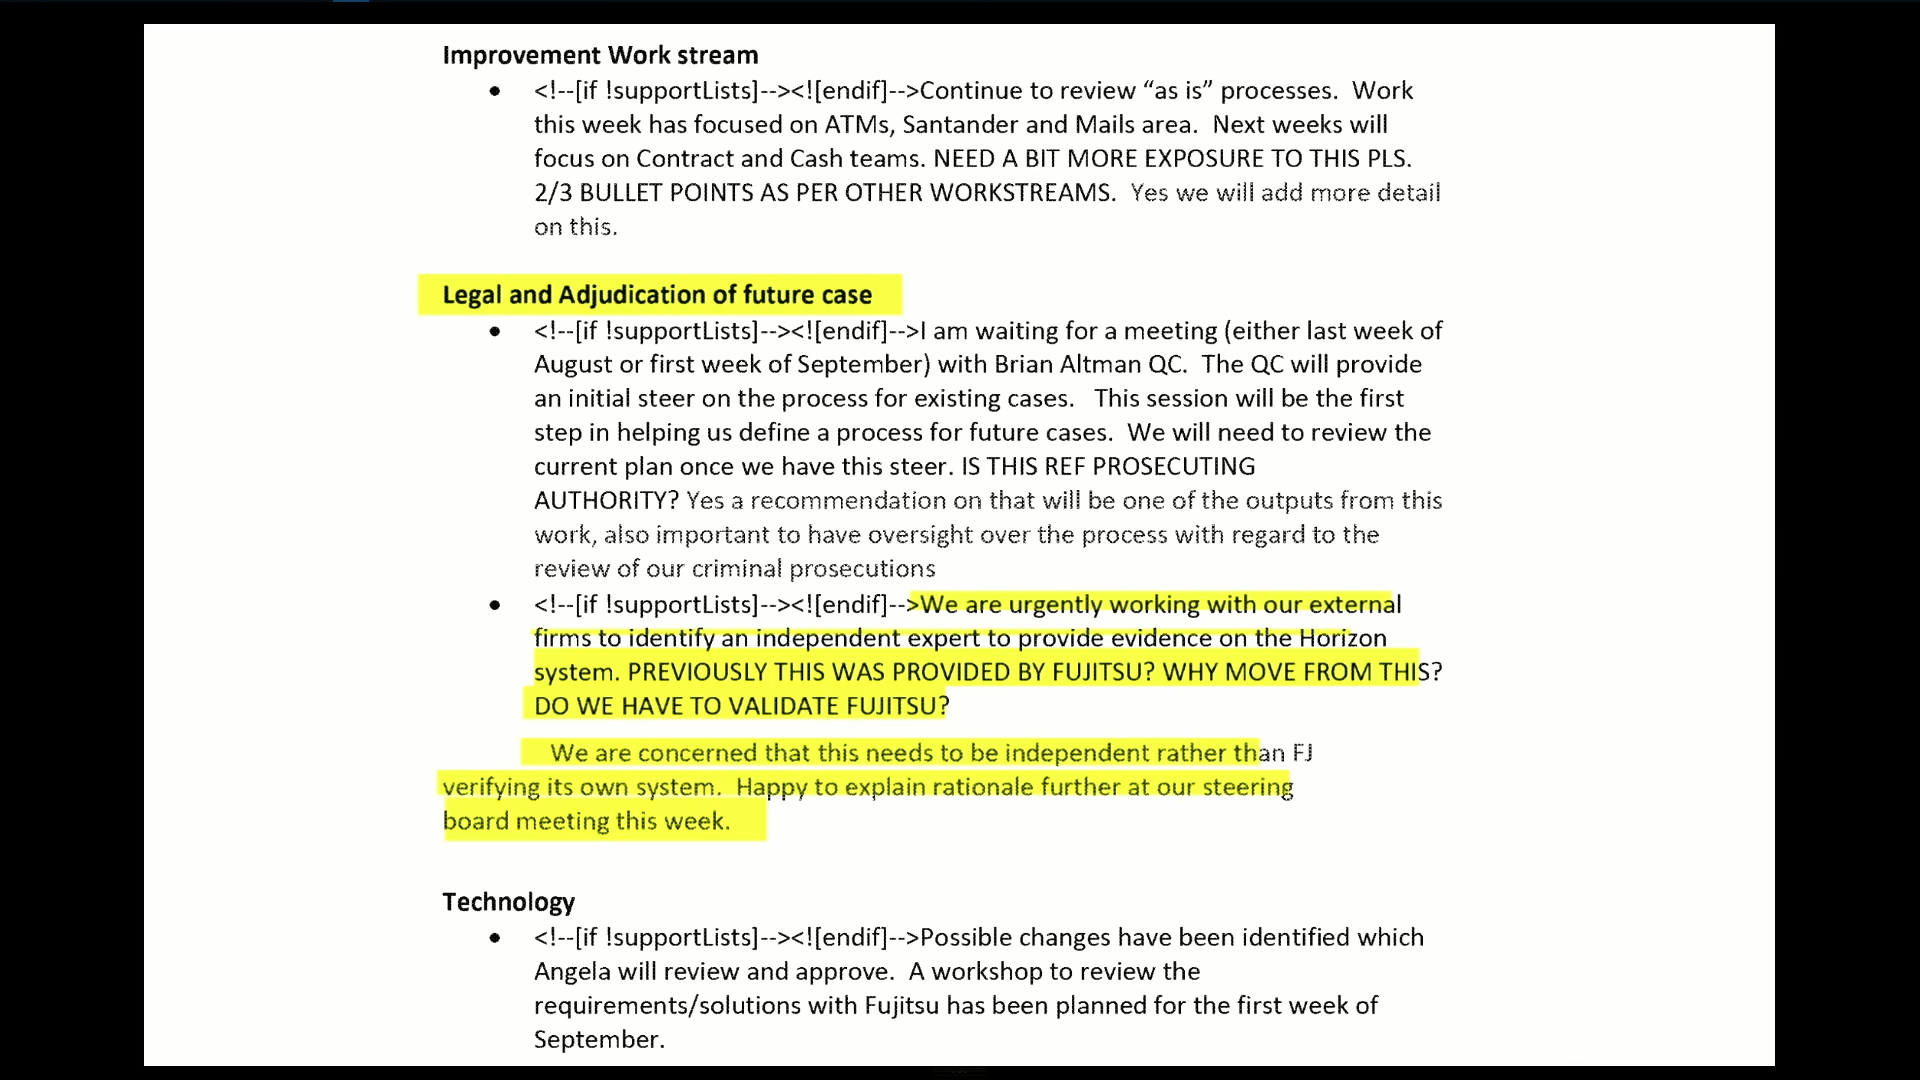 Improvement Work stream
• <!--[if !supportLists]--><![endif]-->Continue to review “as is” processes.  Work
this week has focused on ATMs, Santander and Mails area.  Next weeks will
focus on Contract and Cash teams. NEED A BIT MORE EXPOSURE TO THIS PLS.
2/3 BULLET POINTS AS PER OTHER WORKSTREAMS.  Yes we will add more detail
on this.
Legal and Adjudication of future case
• <!--[if !supportLists]--><![endif]-->I am waiting for a meeting (either last week of
August or first week of September) with Brian Altman QC.  The QC will provide
an initial steer on the process for existing cases.   This session will be the first
step in helping us define a process for future cases.  We will need to review the
current plan once we have this steer. IS THIS REF PROSECUTING
AUTHORITY? Yes a recommendation on that will be one of the outputs from this
work, also important to have oversight over the process with regard to the
review of our criminal prosecutions
• <!--[if !supportLists]--><![endif]-->We are urgently working with our external
firms to identify an independent expert to provide evidence on the Horizon
system. PREVIOUSLY THIS WAS PROVIDED BY FUJITSU? WHY MOVE FROM THIS?
DO WE HAVE TO VALIDATE FUJITSU?
We are concerned that this needs to be independent rather than FJ
verifying its own system.  Happy to explain rationale further at our steering
board meeting this week.
Technology
• <!--[if !supportLists]--><![endif]-->Possible changes have been identified which
Angela will review and approve.  A workshop to review the
requirements/solutions with Fujitsu has been planned for the first week of
September.